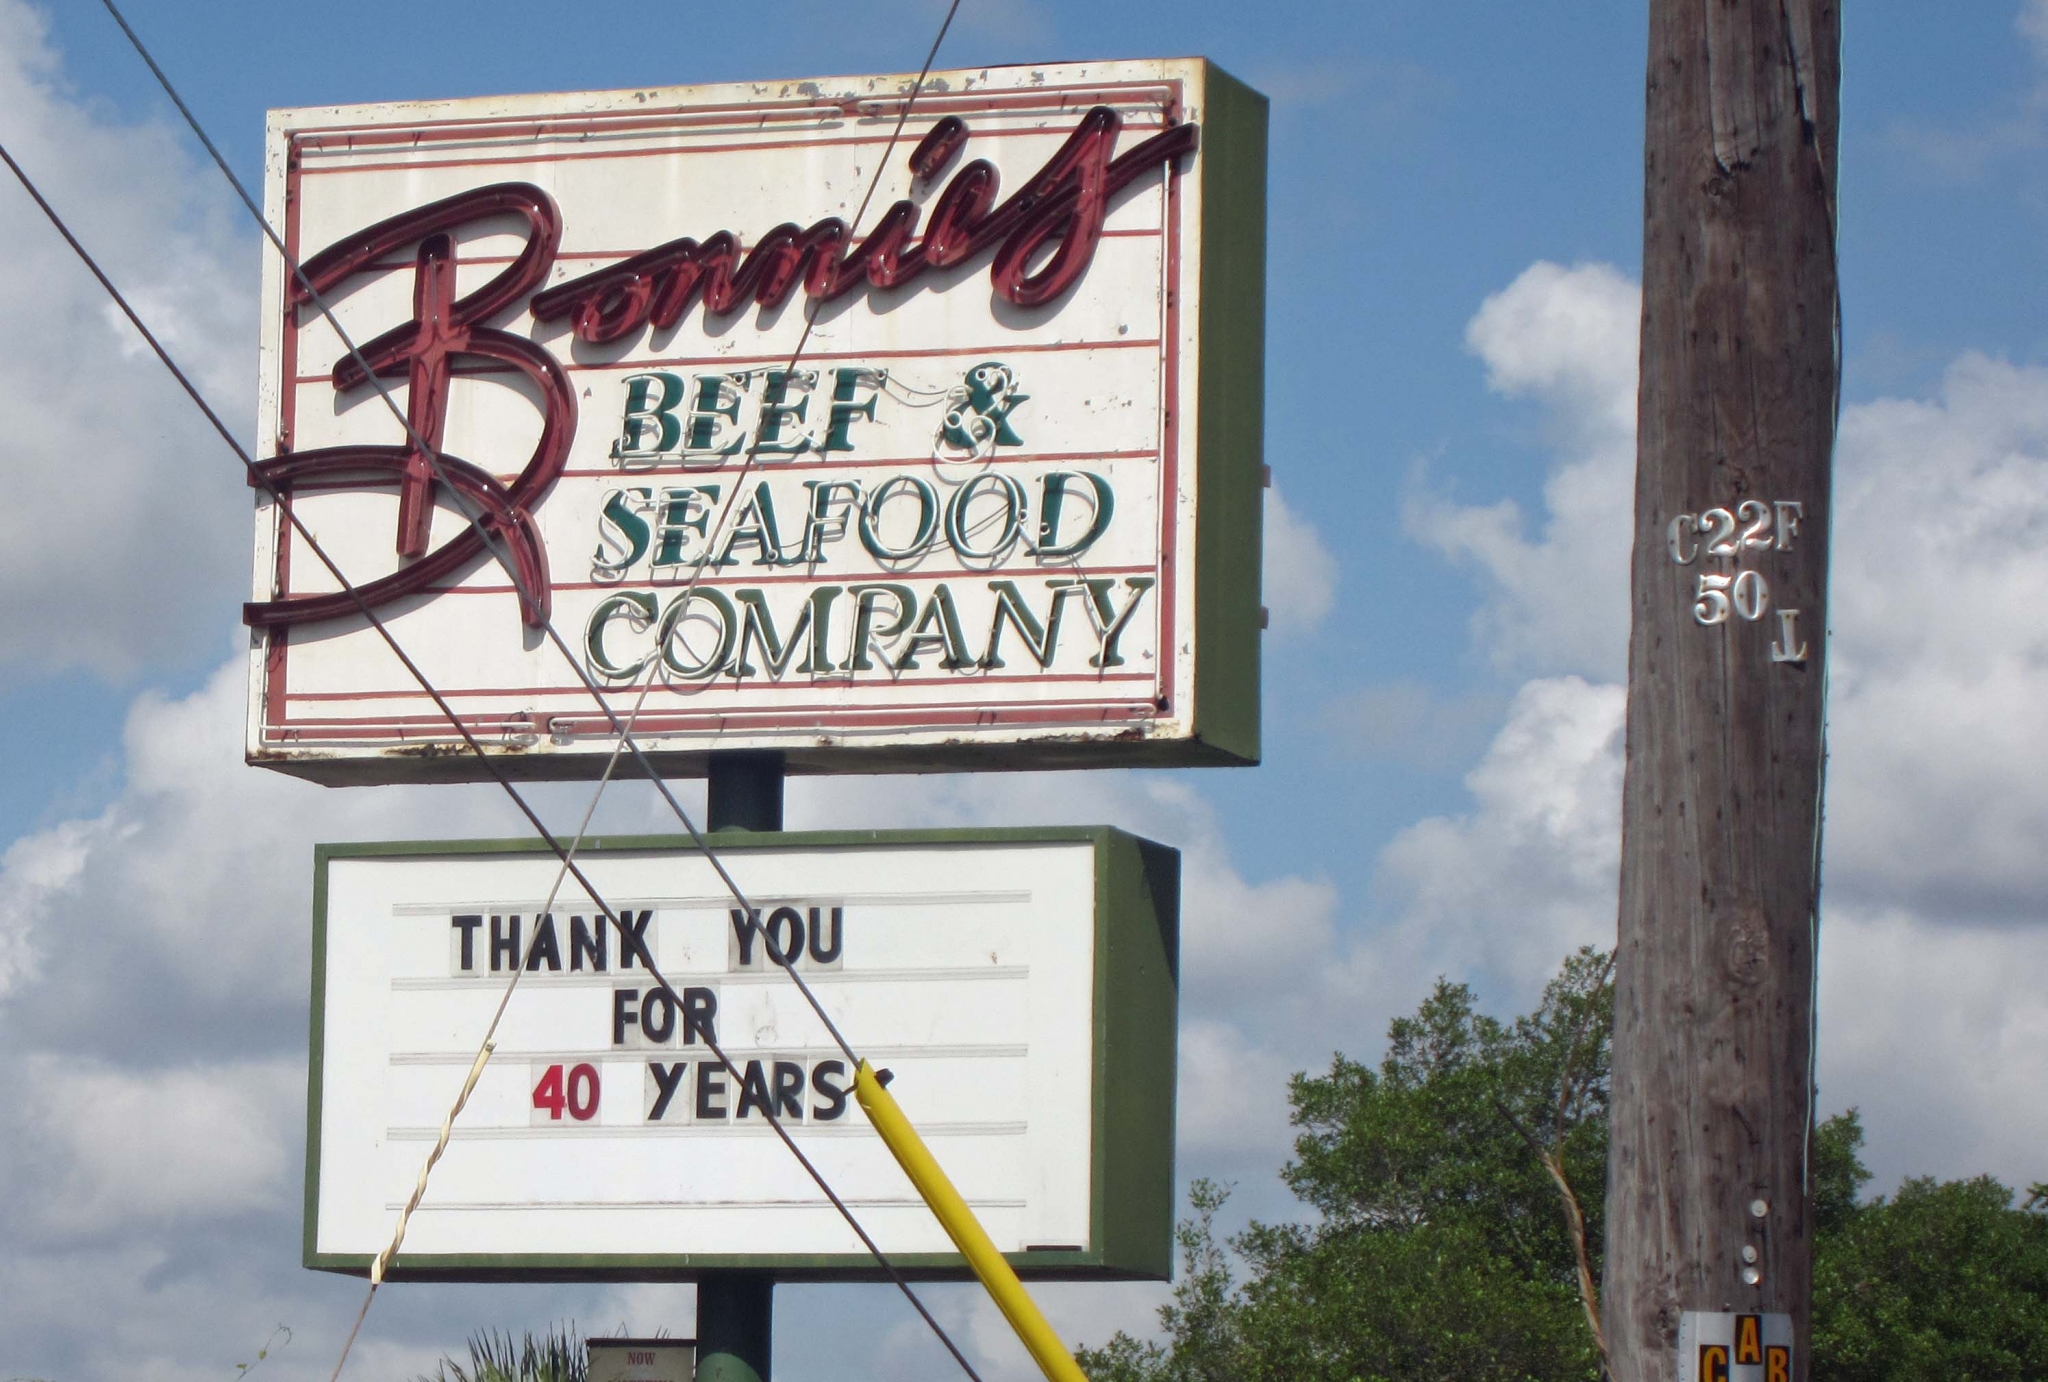 Bonnie's
BEEF &
SEAFOOD
COMPANY
THANK YOU
FOR
40 YEARS
NOW
C22F
50
T
C A B